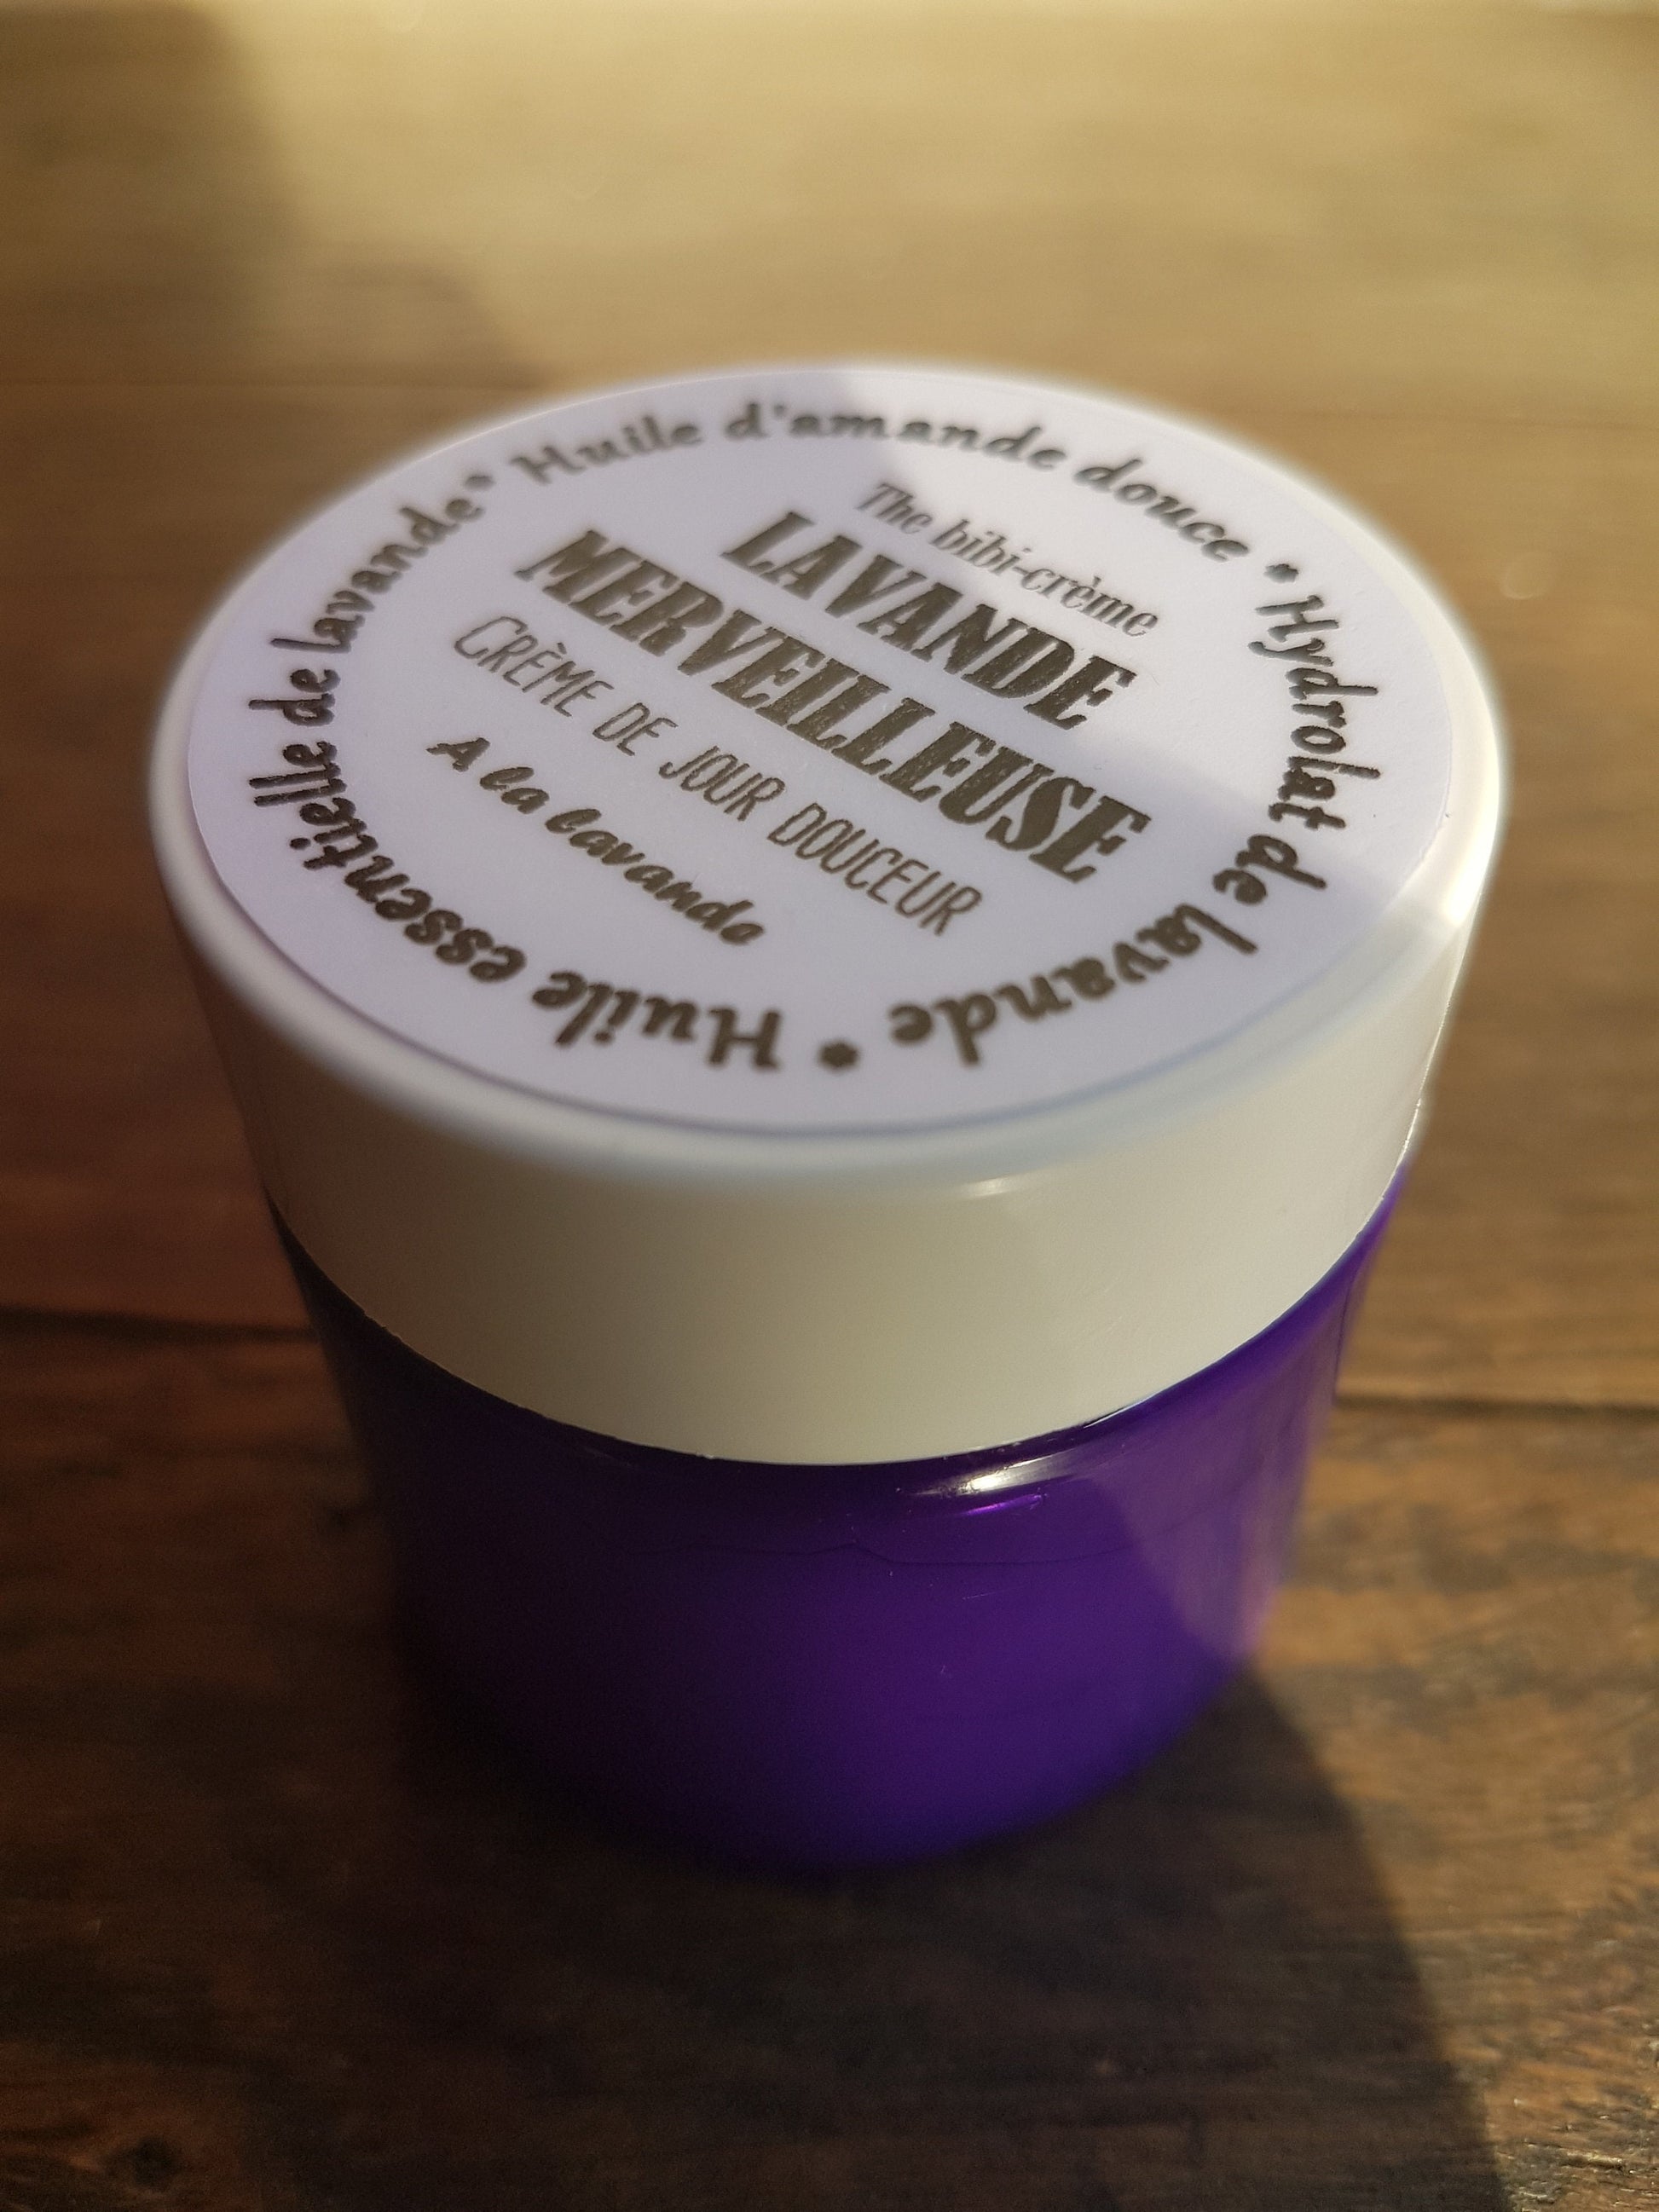 The bibi-crème
LAVANDE
MERVEILLEUSE
CRÈME DE JOUR DOUCEUR
A la lavande
Huile d'amande douce • Hydrolat de lavande • Huile essentielle de lavande •